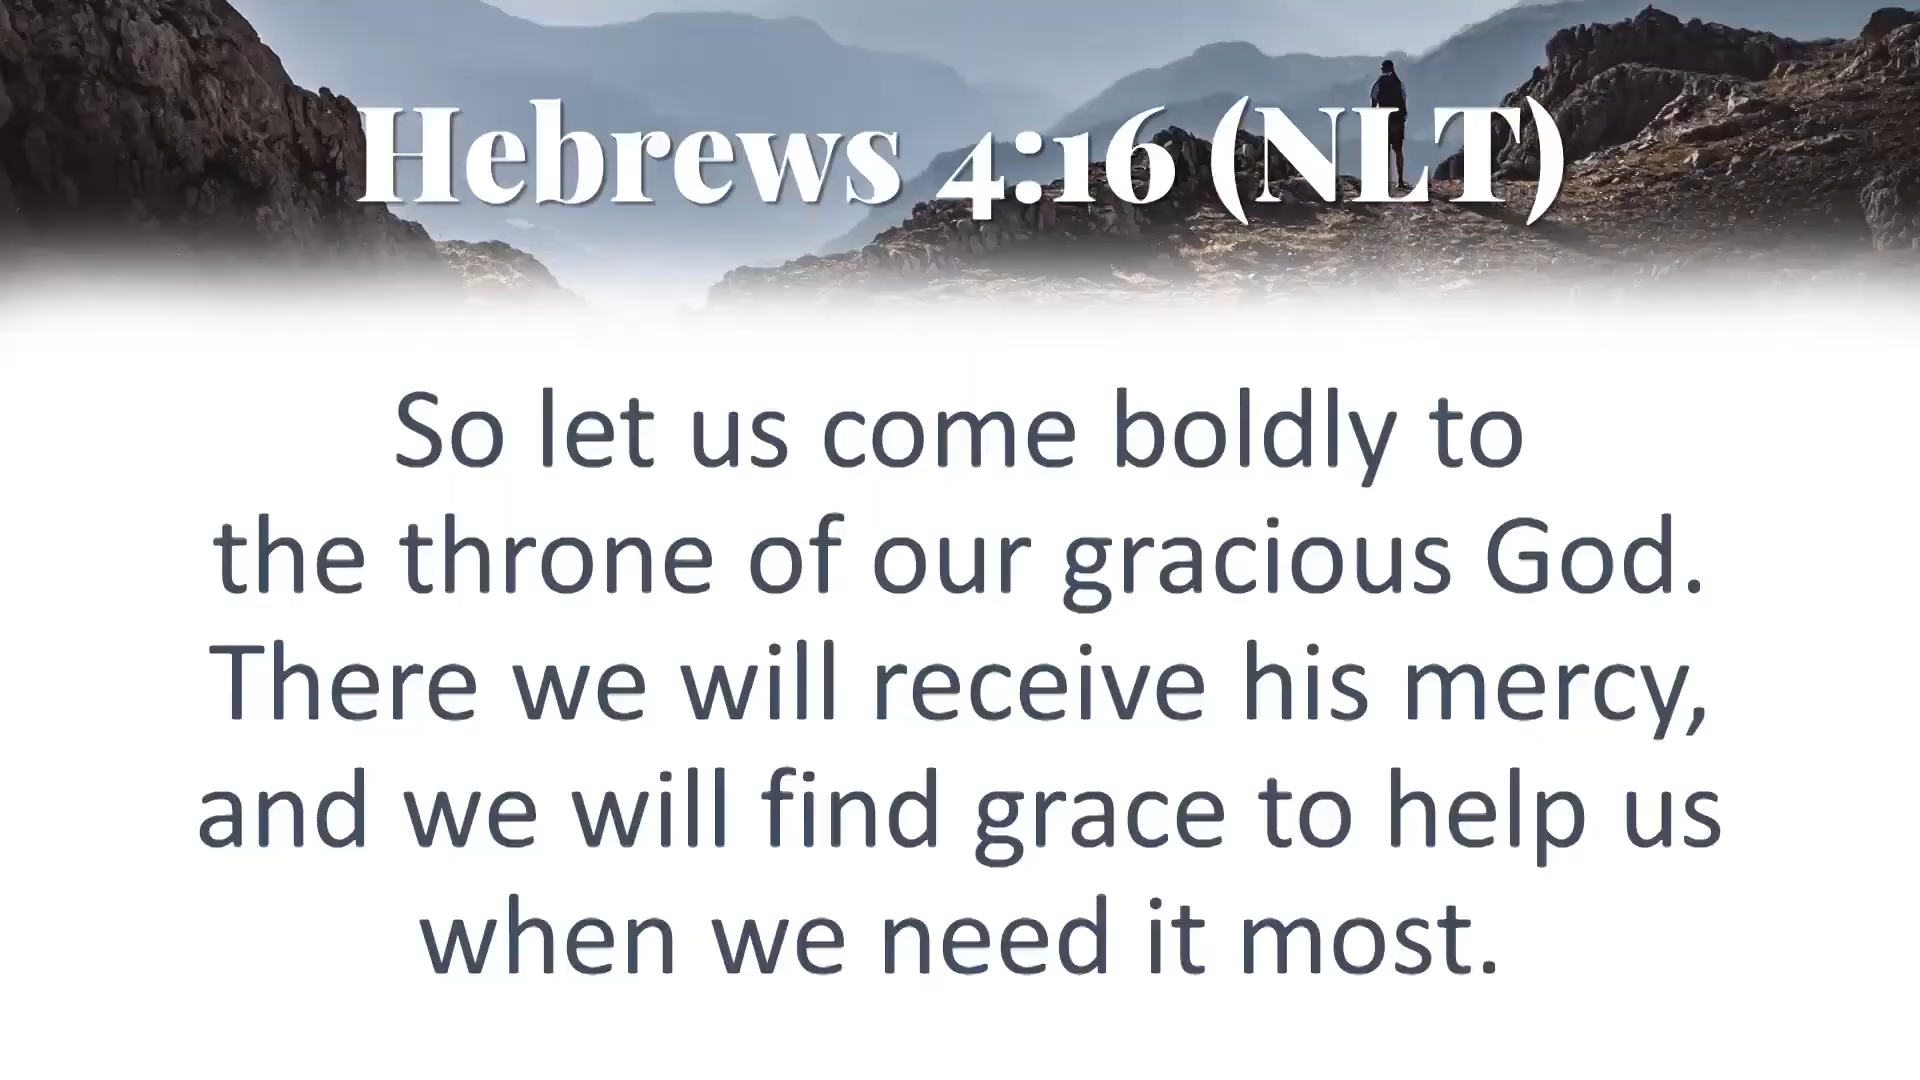 Hebrews 4:16 (NLT)
So let us come boldly to
the throne of our gracious God.
There we will receive his mercy,
and we will find grace to help us
when we need it most.